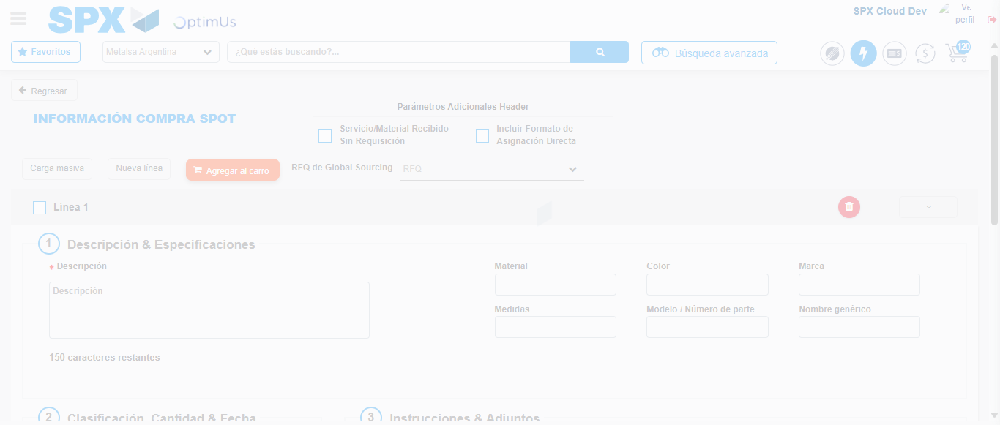 SPX OptimUs
SPX Cloud Dev
Ve
perfil
Favoritos
Metalsa Argentina
¿Qué estás buscando?...
Búsqueda avanzada
120
Regresar
INFORMACIÓN COMPRA SPOT
Parámetros Adicionales Header
Servicio/Material Recibido
Sin Requisición
Incluir Formato de
Asignación Directa
Carga masiva
Nueva línea
Agregar al carro
RFQ de Global Sourcing
RFQ
Línea 1
1 Descripción & Especificaciones
* Descripción
Descripción
150 caracteres restantes
Material
Color
Marca
Medidas
Modelo / Número de parte
Nombre genérico
2 Clasificación, Cantidad & Fecha
3 Instrucciones & Adjuntos